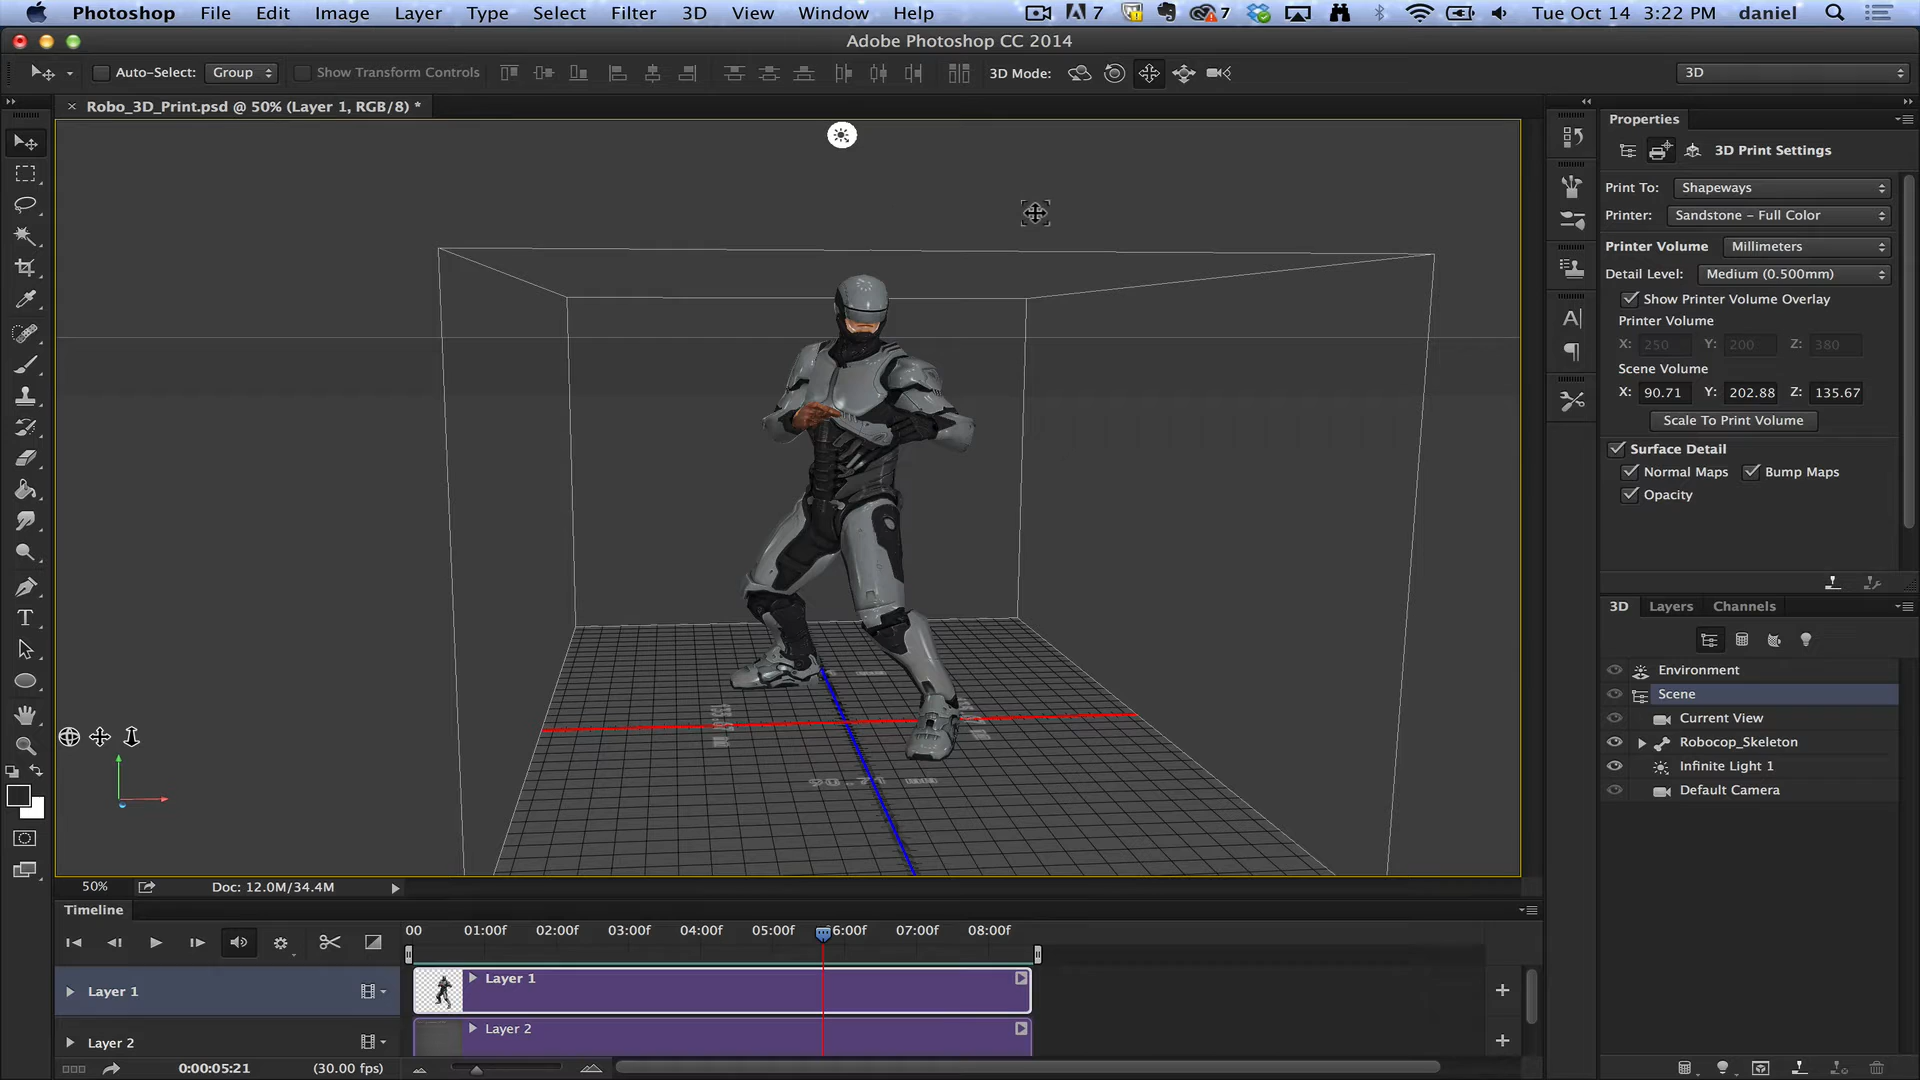 Photoshop File Edit Image Layer Type Select Filter 3D View Window Help 7 7 Tue Oct 14 3:22 PM daniel
Adobe Photoshop CC 2014
Auto-Select: Group Show Transform Controls 3D Mode: 3D
Robo_3D_Print.psd @ 50% (Layer 1, RGB/8) *
Properties
3D Print Settings
Print To: Shapeways
Printer: Sandstone - Full Color
Printer Volume Millimeters
Detail Level: Medium (0.500mm)
Show Printer Volume Overlay
Printer Volume
X: 250 Y: 200 Z: 380
Scene Volume
X: 90.71 Y: 202.88 Z: 135.67
Scale To Print Volume
Surface Detail
Normal Maps Bump Maps
Opacity
3D Layers Channels
Environment
Scene
Current View
Robocop_Skeleton
Infinite Light 1
Default Camera
50% Doc: 12.0M/34.4M
Timeline
00 01:00f 02:00f 03:00f 04:00f 05:00f 06:00f 07:00f 08:00f
Layer 1 Layer 1
Layer 2 Layer 2
0:00:05:21 (30.00 fps)